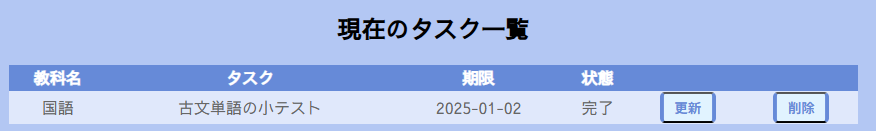 現在のタスク一覧
教科名 タスク 期限 状態
国語 古文単語の小テスト 2025-01-02 完了 更新 削除